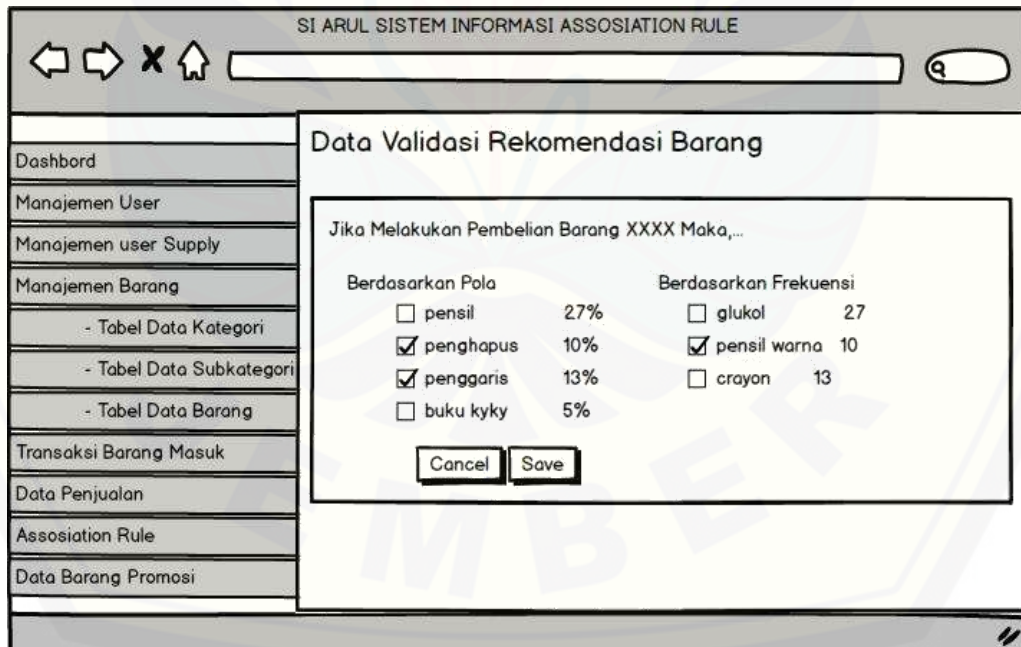 SI ARUL SISTEM INFORMASI ASSOSIATION RULE
Dashbord
Manajemen User
Manajemen user Supply
Manajemen Barang
- Tabel Data Kategori
- Tabel Data Subkategori
- Tabel Data Barang
Transaksi Barang Masuk
Data Penjualan
Assosiation Rule
Data Barang Promosi
Data Validasi Rekomendasi Barang
Jika Melakukan Pembelian Barang XXXX Maka,...
Berdasarkan Pola
pensil 27%
penghapus 10%
penggaris 13%
buku kyky 5%
Berdasarkan Frekuensi
glukol 27
pensil warna 10
crayon 13
Cancel Save
EMBER